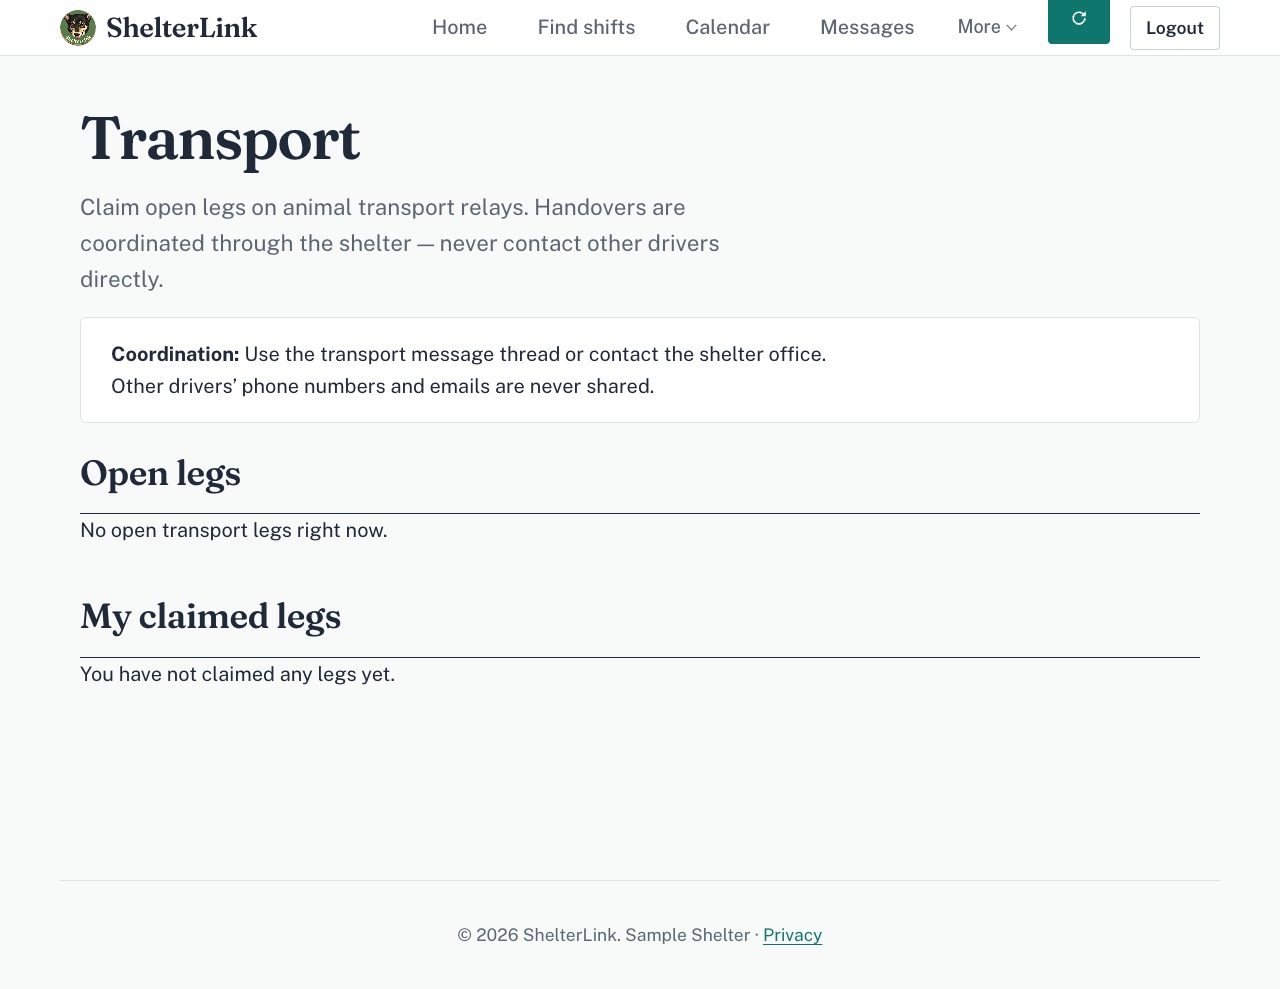 ShelterLink
Home
Find shifts
Calendar
Messages
More
Logout
Transport
Claim open legs on animal transport relays. Handovers are
coordinated through the shelter — never contact other drivers
directly.
Coordination: Use the transport message thread or contact the shelter office.
Other drivers’ phone numbers and emails are never shared.
Open legs
No open transport legs right now.
My claimed legs
You have not claimed any legs yet.
© 2026 ShelterLink. Sample Shelter · Privacy